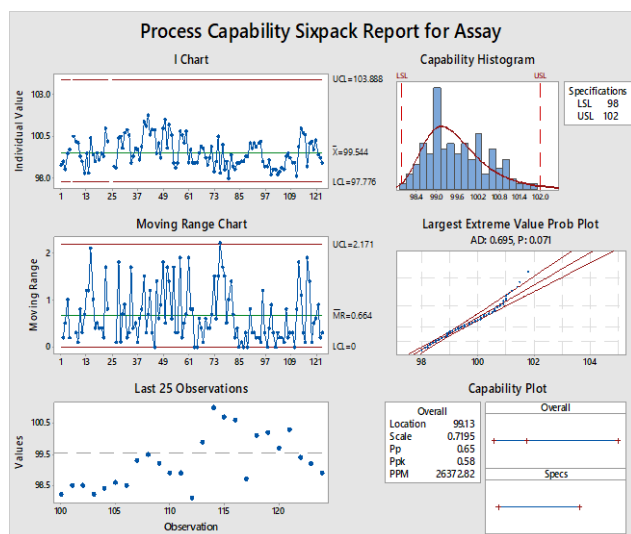 Process Capability Sixpack Report for Assay
I Chart
Individual Value
103.0
100.5
98.0
1 13 25 37 49 61 73 85 97 109 121
UCL=103.888
X=99.544
LCL=97.776
Capability Histogram
LSL USL
98.4 99.0 99.6 100.2 100.8 101.4 102.0
Specifications
LSL 98
USL 102
Moving Range Chart
Moving Range
2
1
0
1 13 25 37 49 61 73 85 97 109 121
UCL=2.171
MR=0.664
LCL=0
Largest Extreme Value Prob Plot
AD: 0.695, P: 0.071
98 100 102 104
Last 25 Observations
Values
100.5
99.5
98.5
100 105 110 115 120
Observation
Capability Plot
Overall
Location 99.13
Scale 0.7195
Pp 0.65
Ppk 0.58
PPM 26372.82
Overall
Specs